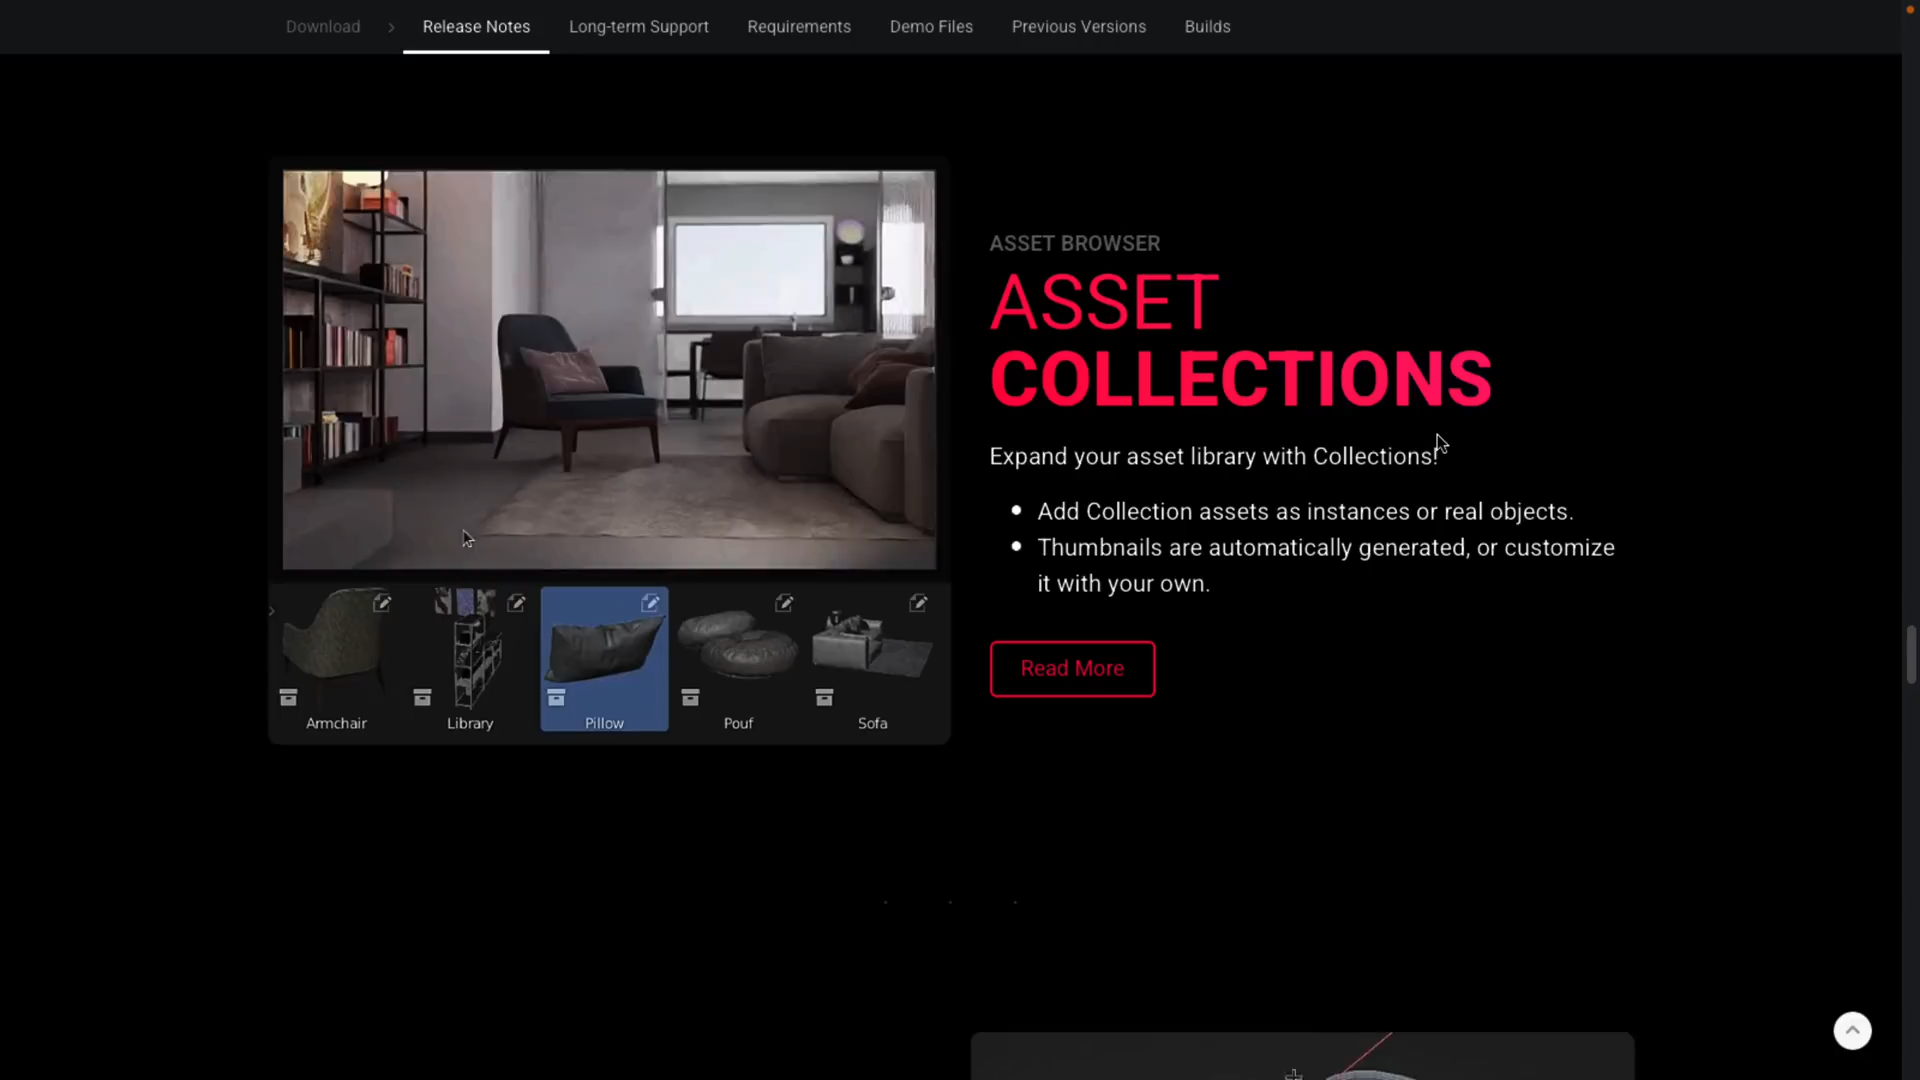 Download
Release Notes
Long-term Support
Requirements
Demo Files
Previous Versions
Builds
ASSET BROWSER
ASSET
COLLECTIONS
Expand your asset library with Collections!
Add Collection assets as instances or real objects.
Thumbnails are automatically generated, or customize
it with your own.
Read More
Armchair
Library
Pillow
Pouf
Sofa